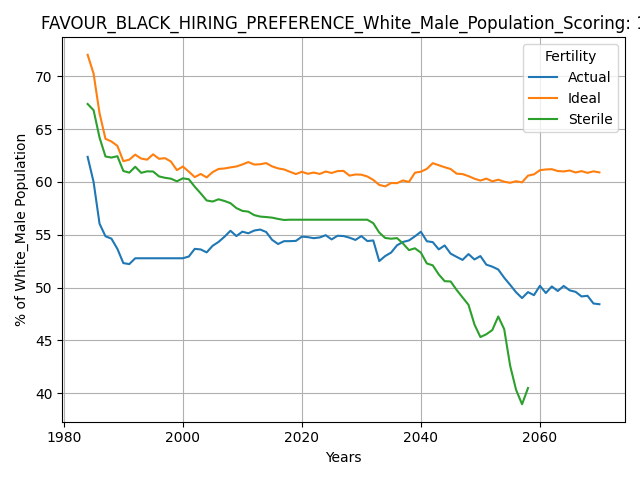 FAVOUR_BLACK_HIRING_PREFERENCE_White_Male_Population_Scoring:
Fertility
Actual
Ideal
Sterile
% of White_Male Population
70
65
60
55
50
45
40
1980
2000
2020
2040
2060
Years